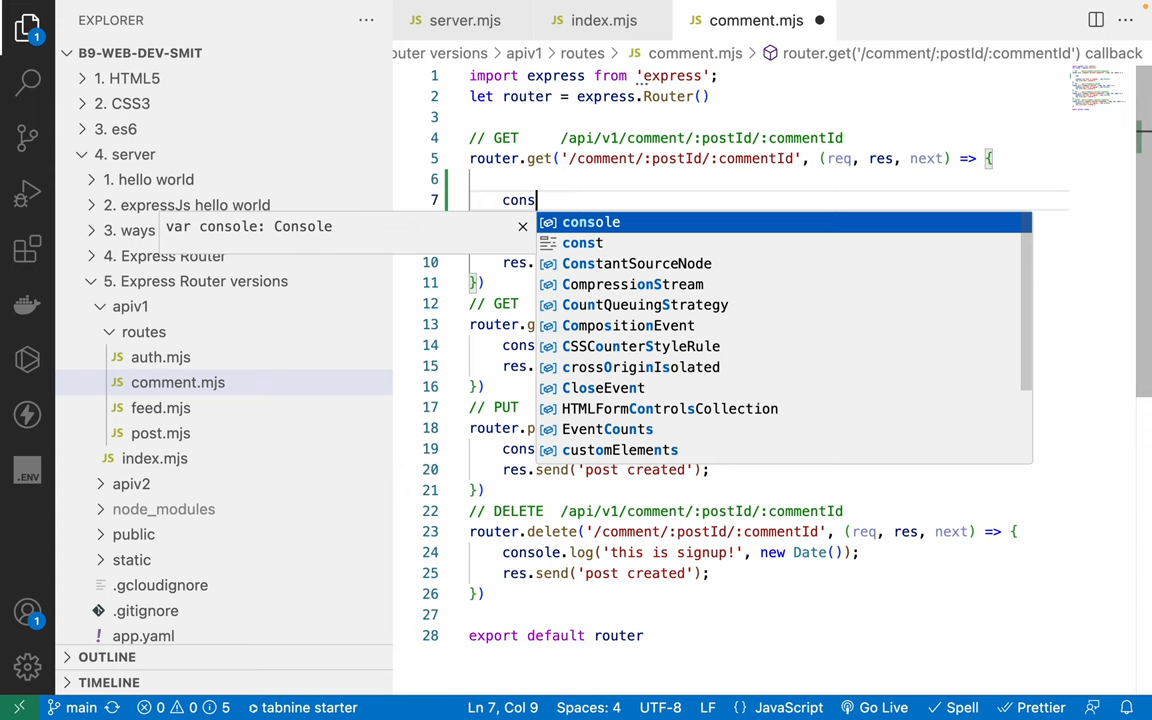 1
EXPLORER
B9-WEB-DEV-SMIT
1. HTML5
2. CSS3
3. es6
4. server
1. hello world
2. expressJs hello world
3. ways
4. Express Router
5. Express Router versions
apiv1
routes
JS auth.mjs
JS comment.mjs
JS feed.mjs
JS post.mjs
JS index.mjs
apiv2
node_modules
public
static
.gcloudignore
.gitignore
! app.yaml
OUTLINE
TIMELINE
.ENV
1
var console: Console
JS server.mjs
JS index.mjs
JS comment.mjs
outer versions > apiv1 > routes > JS comment.mjs > router.get('/comment/:postId/:commentId') callback
1 import express from 'express';
2 let router = express.Router()
3
4 // GET     /api/v1/comment/:postId/:commentId
5 router.get('/comment/:postId/:commentId', (req, res, next) => {
6
7 cons
console
const
ConstantSourceNode
CompressionStream
CountQueuingStrategy
CompositionEvent
CSSCounterStyleRule
crossOriginIsolated
CloseEvent
HTMLFormControlsCollection
EventCounts
customElements
10 res.
11 })
12 // GET
13 router.g
14 cons
15 res.
16 })
17 // PUT
18 router.p
19 cons
20 res.send('post created');
21 })
22 // DELETE  /api/v1/comment/:postId/:commentId
23 router.delete('/comment/:postId/:commentId', (req, res, next) => {
24 console.log('this is signup!', new Date());
25 res.send('post created');
26 })
27
28 export default router
main 0 0 5 tabnine starter Ln 7, Col 9 Spaces: 4 UTF-8 LF {} JavaScript Go Live Spell Prettier